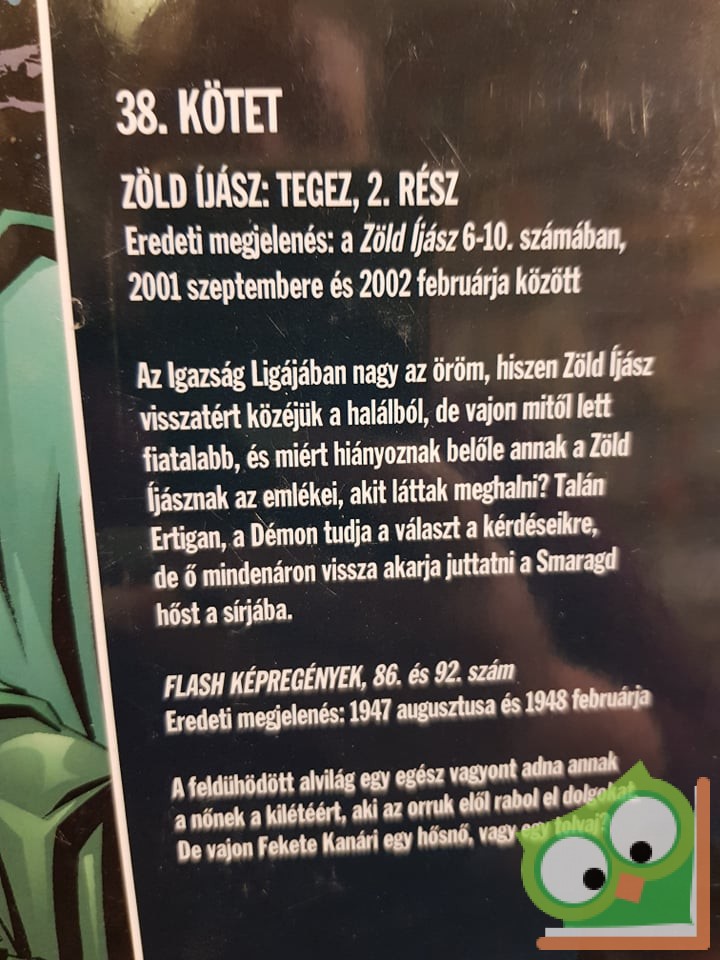 38. KÖTET
ZÖLD ÍJÁSZ: TEGEZ, 2. RÉSZ
Eredeti megjelenés: a Zöld Íjász 6-10. számában,
2001 szeptembere és 2002 februárja között
Az Igazság Ligájában nagy az öröm, hiszen Zöld Íjász
visszatért közéjük a halálból, de vajon mitől lett
fiatalabb, és miért hiányoznak belőle annak a Zöld
Íjásznak az emlékei, akit láttak meghalni? Talán
Ertigan, a Démon tudja a választ a kérdéseikre,
de ő mindenáron vissza akarja juttatni a Smaragd
hőst a sírjába.
FLASH KÉPREGÉNYEK, 86. és 92. szám
Eredeti megjelenés: 1947 augusztusa és 1948 februárja
A feldühödött alvilág egy egész vagyont adna annak
a nőnek a kilétéért, aki az orruk elől rabol el dolgokat.
De vajon Fekete Kanári egy hősnő, vagy egy tolvaj?